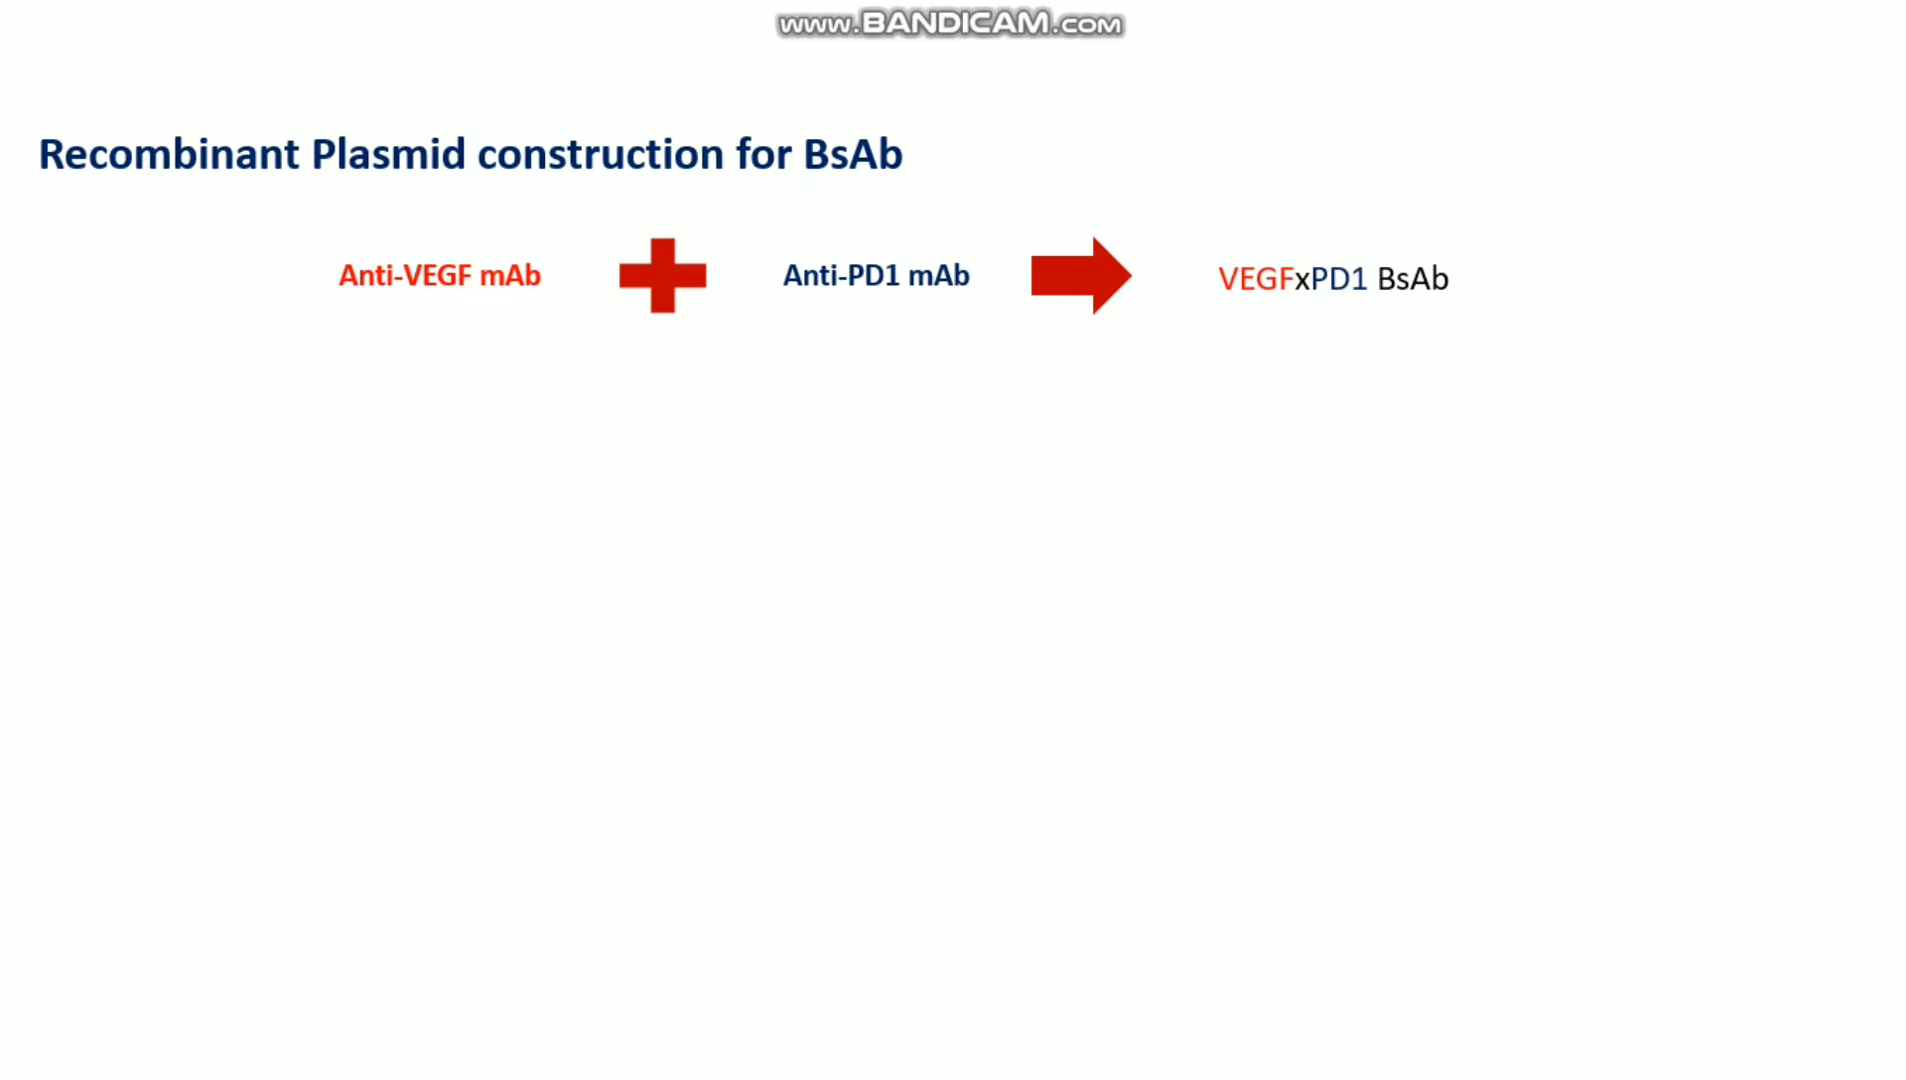 www.BANDICAM.com
Recombinant Plasmid construction for BsAb
Anti-VEGF mAb Anti-PD1 mAb VEGFxPD1 BsAb